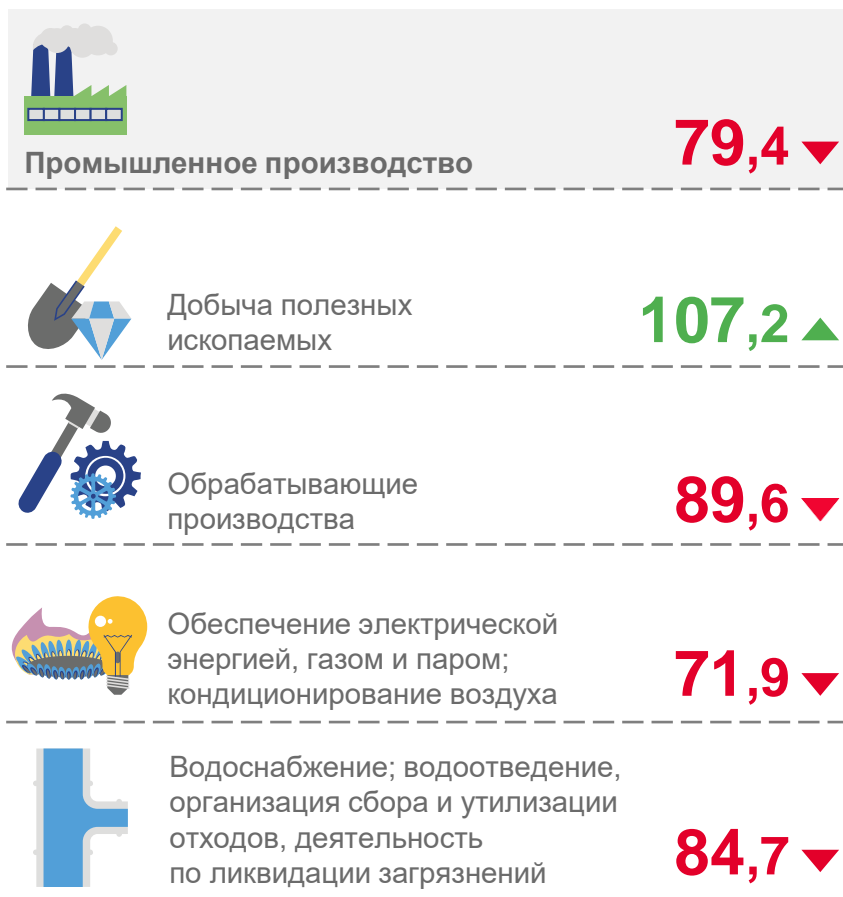 Промышленное производство
79,4
Добыча полезных
ископаемых
107,2
Обрабатывающие
производства
89,6
Обеспечение электрической
энергией, газом и паром;
кондиционирование воздуха
71,9
Водоснабжение; водоотведение,
организация сбора и утилизации
отходов, деятельность
по ликвидации загрязнений
84,7